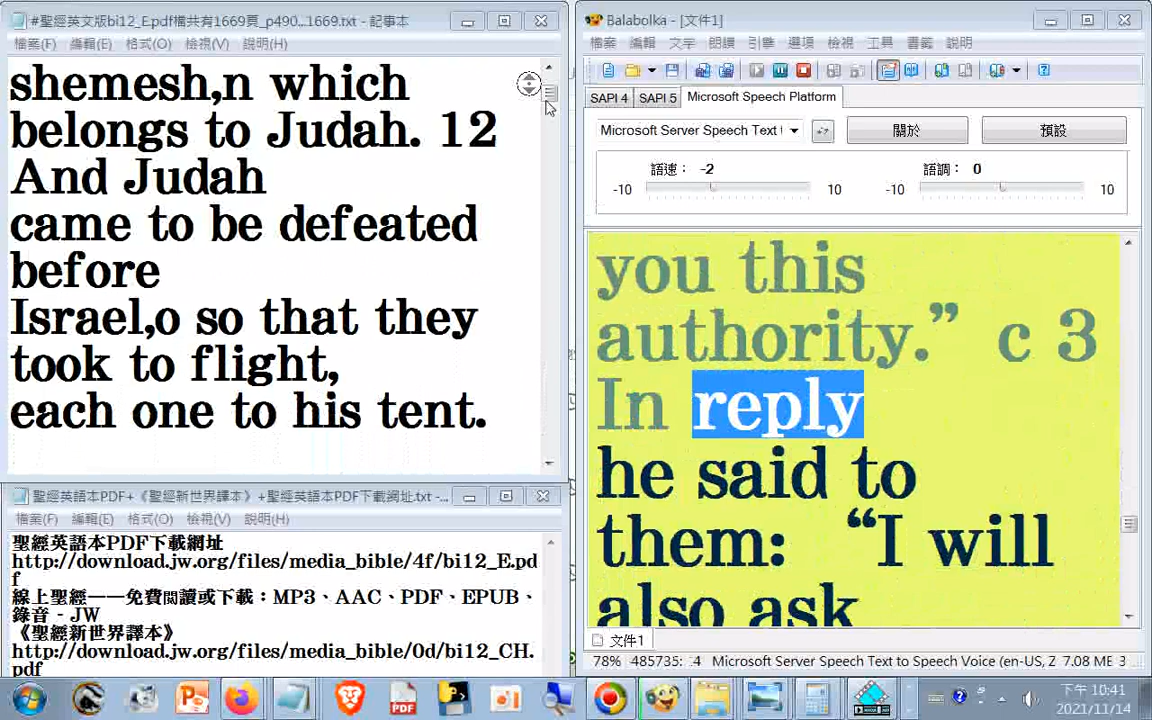 #聖經英文版bi12_E.pdf檔共有1669頁_p490...1669.txt - 記事本
檔案(F) 編輯(E) 格式(O) 檢視(V) 說明(H)
shemesh,n which
belongs to Judah. 12
And Judah
came to be defeated
before
Israel,o so that they
took to flight,
each one to his tent.
聖經英語本PDF+《聖經新世界譯本》+聖經英語本PDF下載網址.txt - ...
檔案(F) 編輯(E) 格式(O) 檢視(V) 說明(H)
聖經英語本PDF下載網址
http://download.jw.org/files/media_bible/4f/bi12_E.pd
f
線上聖經——免費閱讀或下載：MP3、AAC、PDF、EPUB、
錄音 - JW
《聖經新世界譯本》
http://download.jw.org/files/media_bible/0d/bi12_CH.
pdf
Balabolka - [文件1]
檔案 編輯 文字 朗讀 引擎 選項 檢視 工具 書籤 說明
SAPI 4 SAPI 5 Microsoft Speech Platform
Microsoft Server Speech Text 關於 預設
語速： -2 語調： 0
-10 10 -10 10
you this
authority.” c 3
In reply
he said to
them: “I will
also ask
文件1
78% 485735: .4 Microsoft Server Speech Text to Speech Voice (en-US, Z 7.08 ME 3
PDF
下午 10:41
2021/11/14